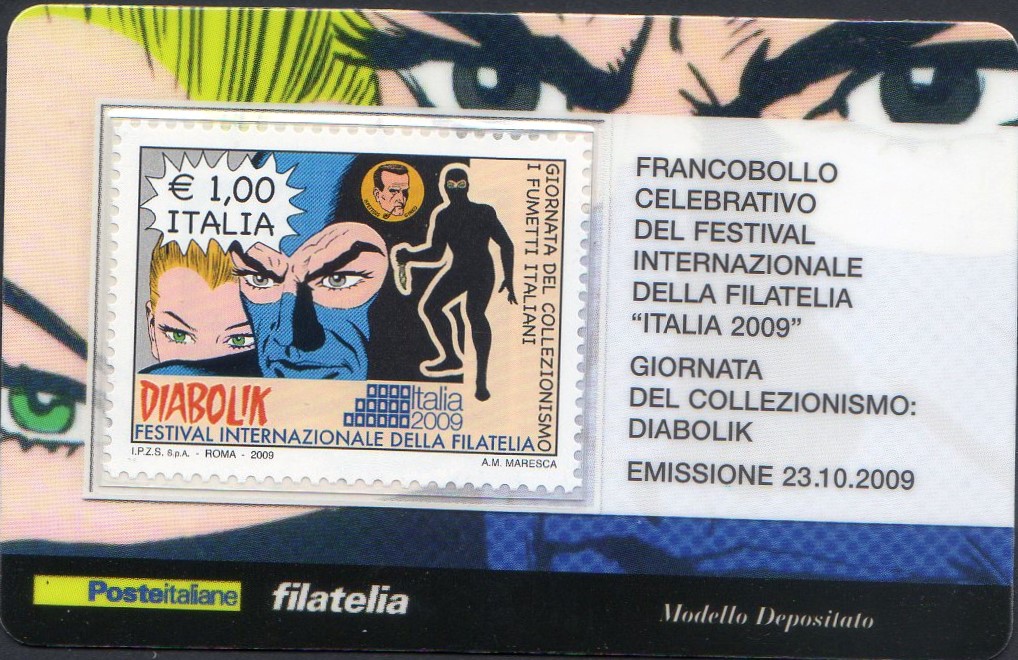 € 1,00
ITALIA
GIORNATA DEL COLLEZIONISMO
I FUMETTI ITALIANI
DIABOLIK
Italia
2009
FESTIVAL INTERNAZIONALE DELLA FILATELIA
I.P.Z.S. S.p.A. - ROMA - 2009
A.M. MARESCA
FRANCOBOLLO
CELEBRATIVO
DEL FESTIVAL
INTERNAZIONALE
DELLA FILATELIA
“ITALIA 2009”
GIORNATA
DEL COLLEZIONISMO:
DIABOLIK
EMISSIONE 23.10.2009
Posteitaliane
filatelia
Modello Depositato